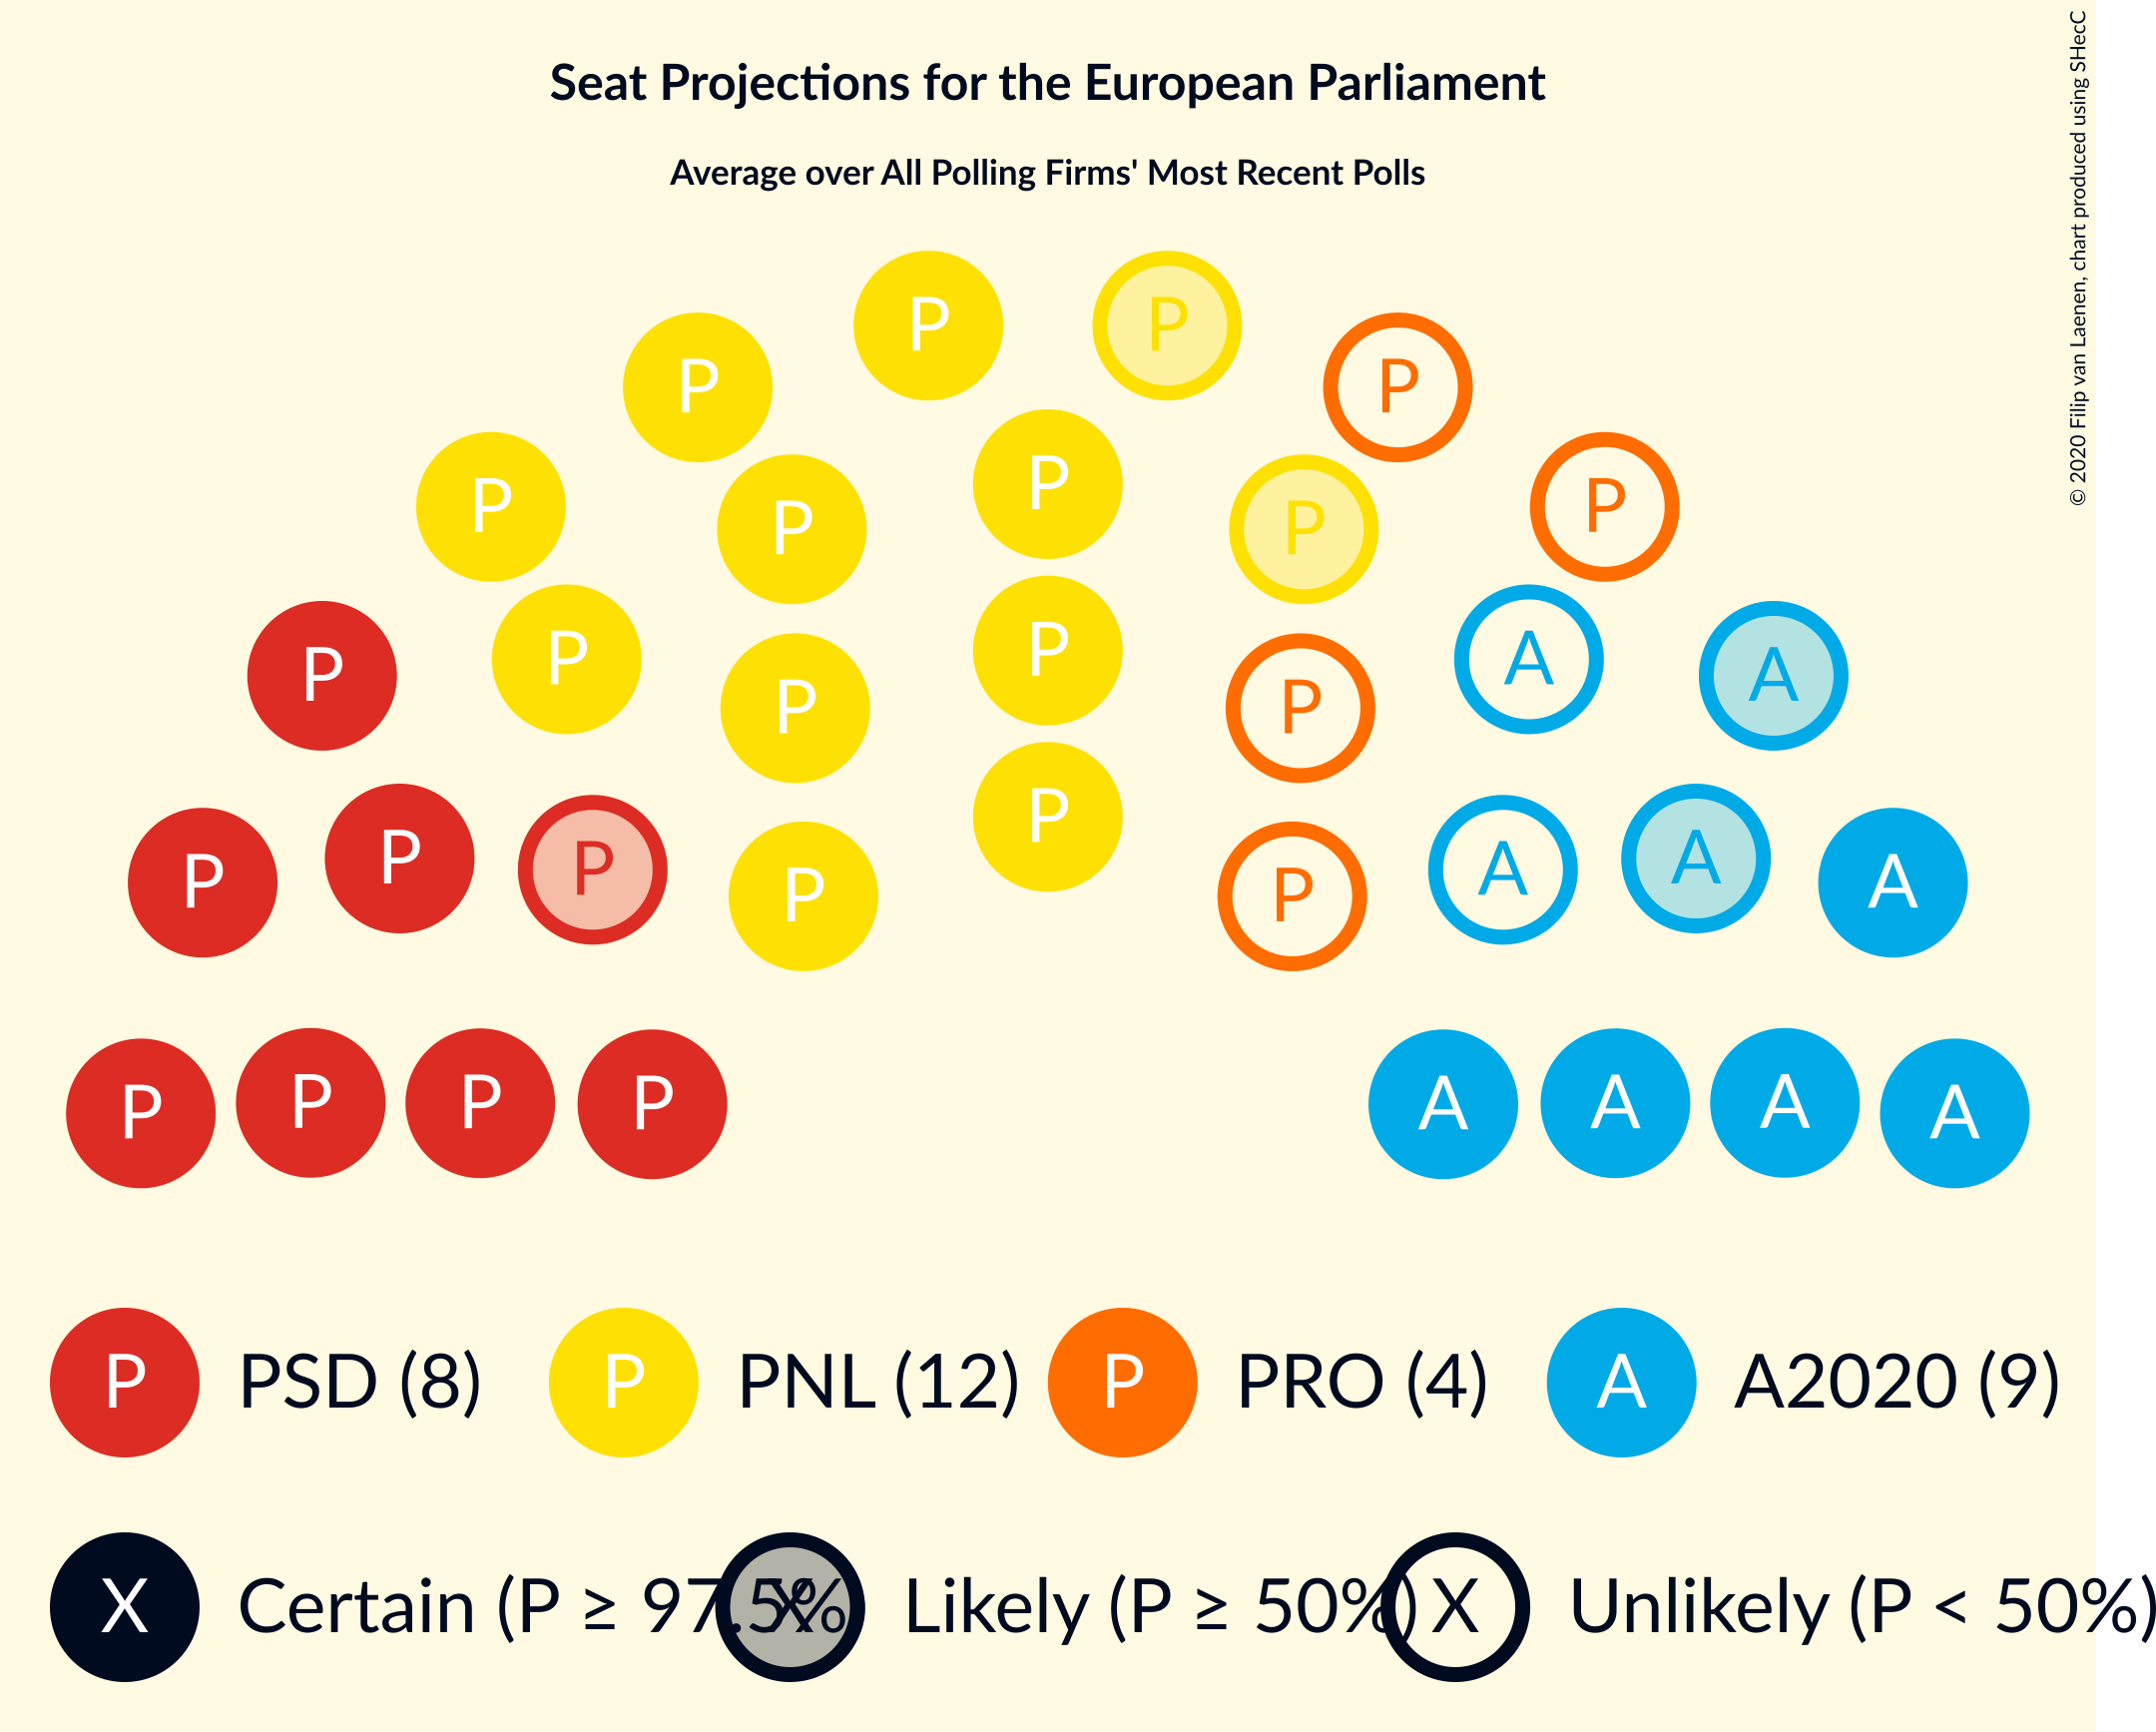 Seat Projections for the European Parliament
Average over All Polling Firms' Most Recent Polls
© 2020 Filip van Laenen, chart produced using SHecC
P P
P P
P P P P P
P P P A A
P P P P
P P P P P P A A A
P P P P A A A A
P PSD (8) P PNL (12) P PRO (4) A A2020 (9)
X Certain (P ≥ 97.5% X Likely (P ≥ 50%) X Unlikely (P < 50%)